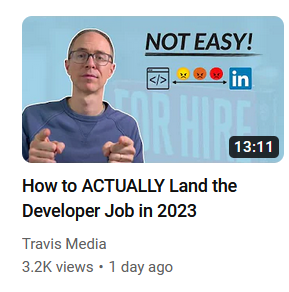 NOT EASY!
</>
in
FOR HIRE
13:11
How to ACTUALLY Land the
Developer Job in 2023
Travis Media
3.2K views • 1 day ago